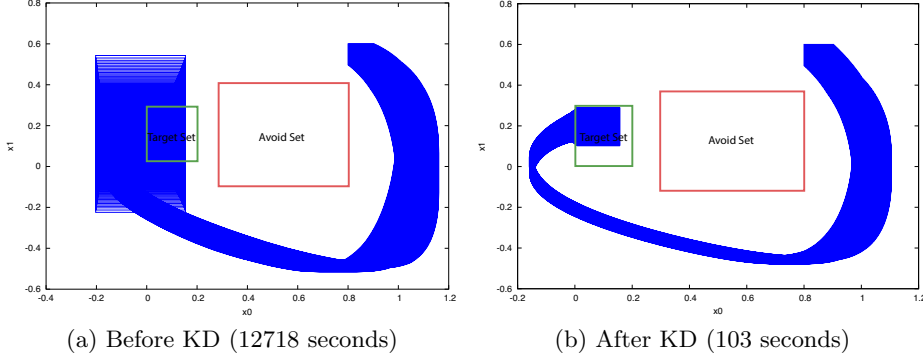 0.8
0.6
0.4
0.2
0
-0.2
-0.4
-0.6
x1
-0.4 -0.2 0 0.2 0.4 0.6 0.8 1 1.2
x0
Target Set
Avoid Set
(a) Before KD (12718 seconds)
0.8
0.6
0.4
0.2
0
-0.2
-0.4
-0.6
x1
-0.2 0 0.2 0.4 0.6 0.8 1 1.2
x0
Target Set
Avoid Set
(b) After KD (103 seconds)